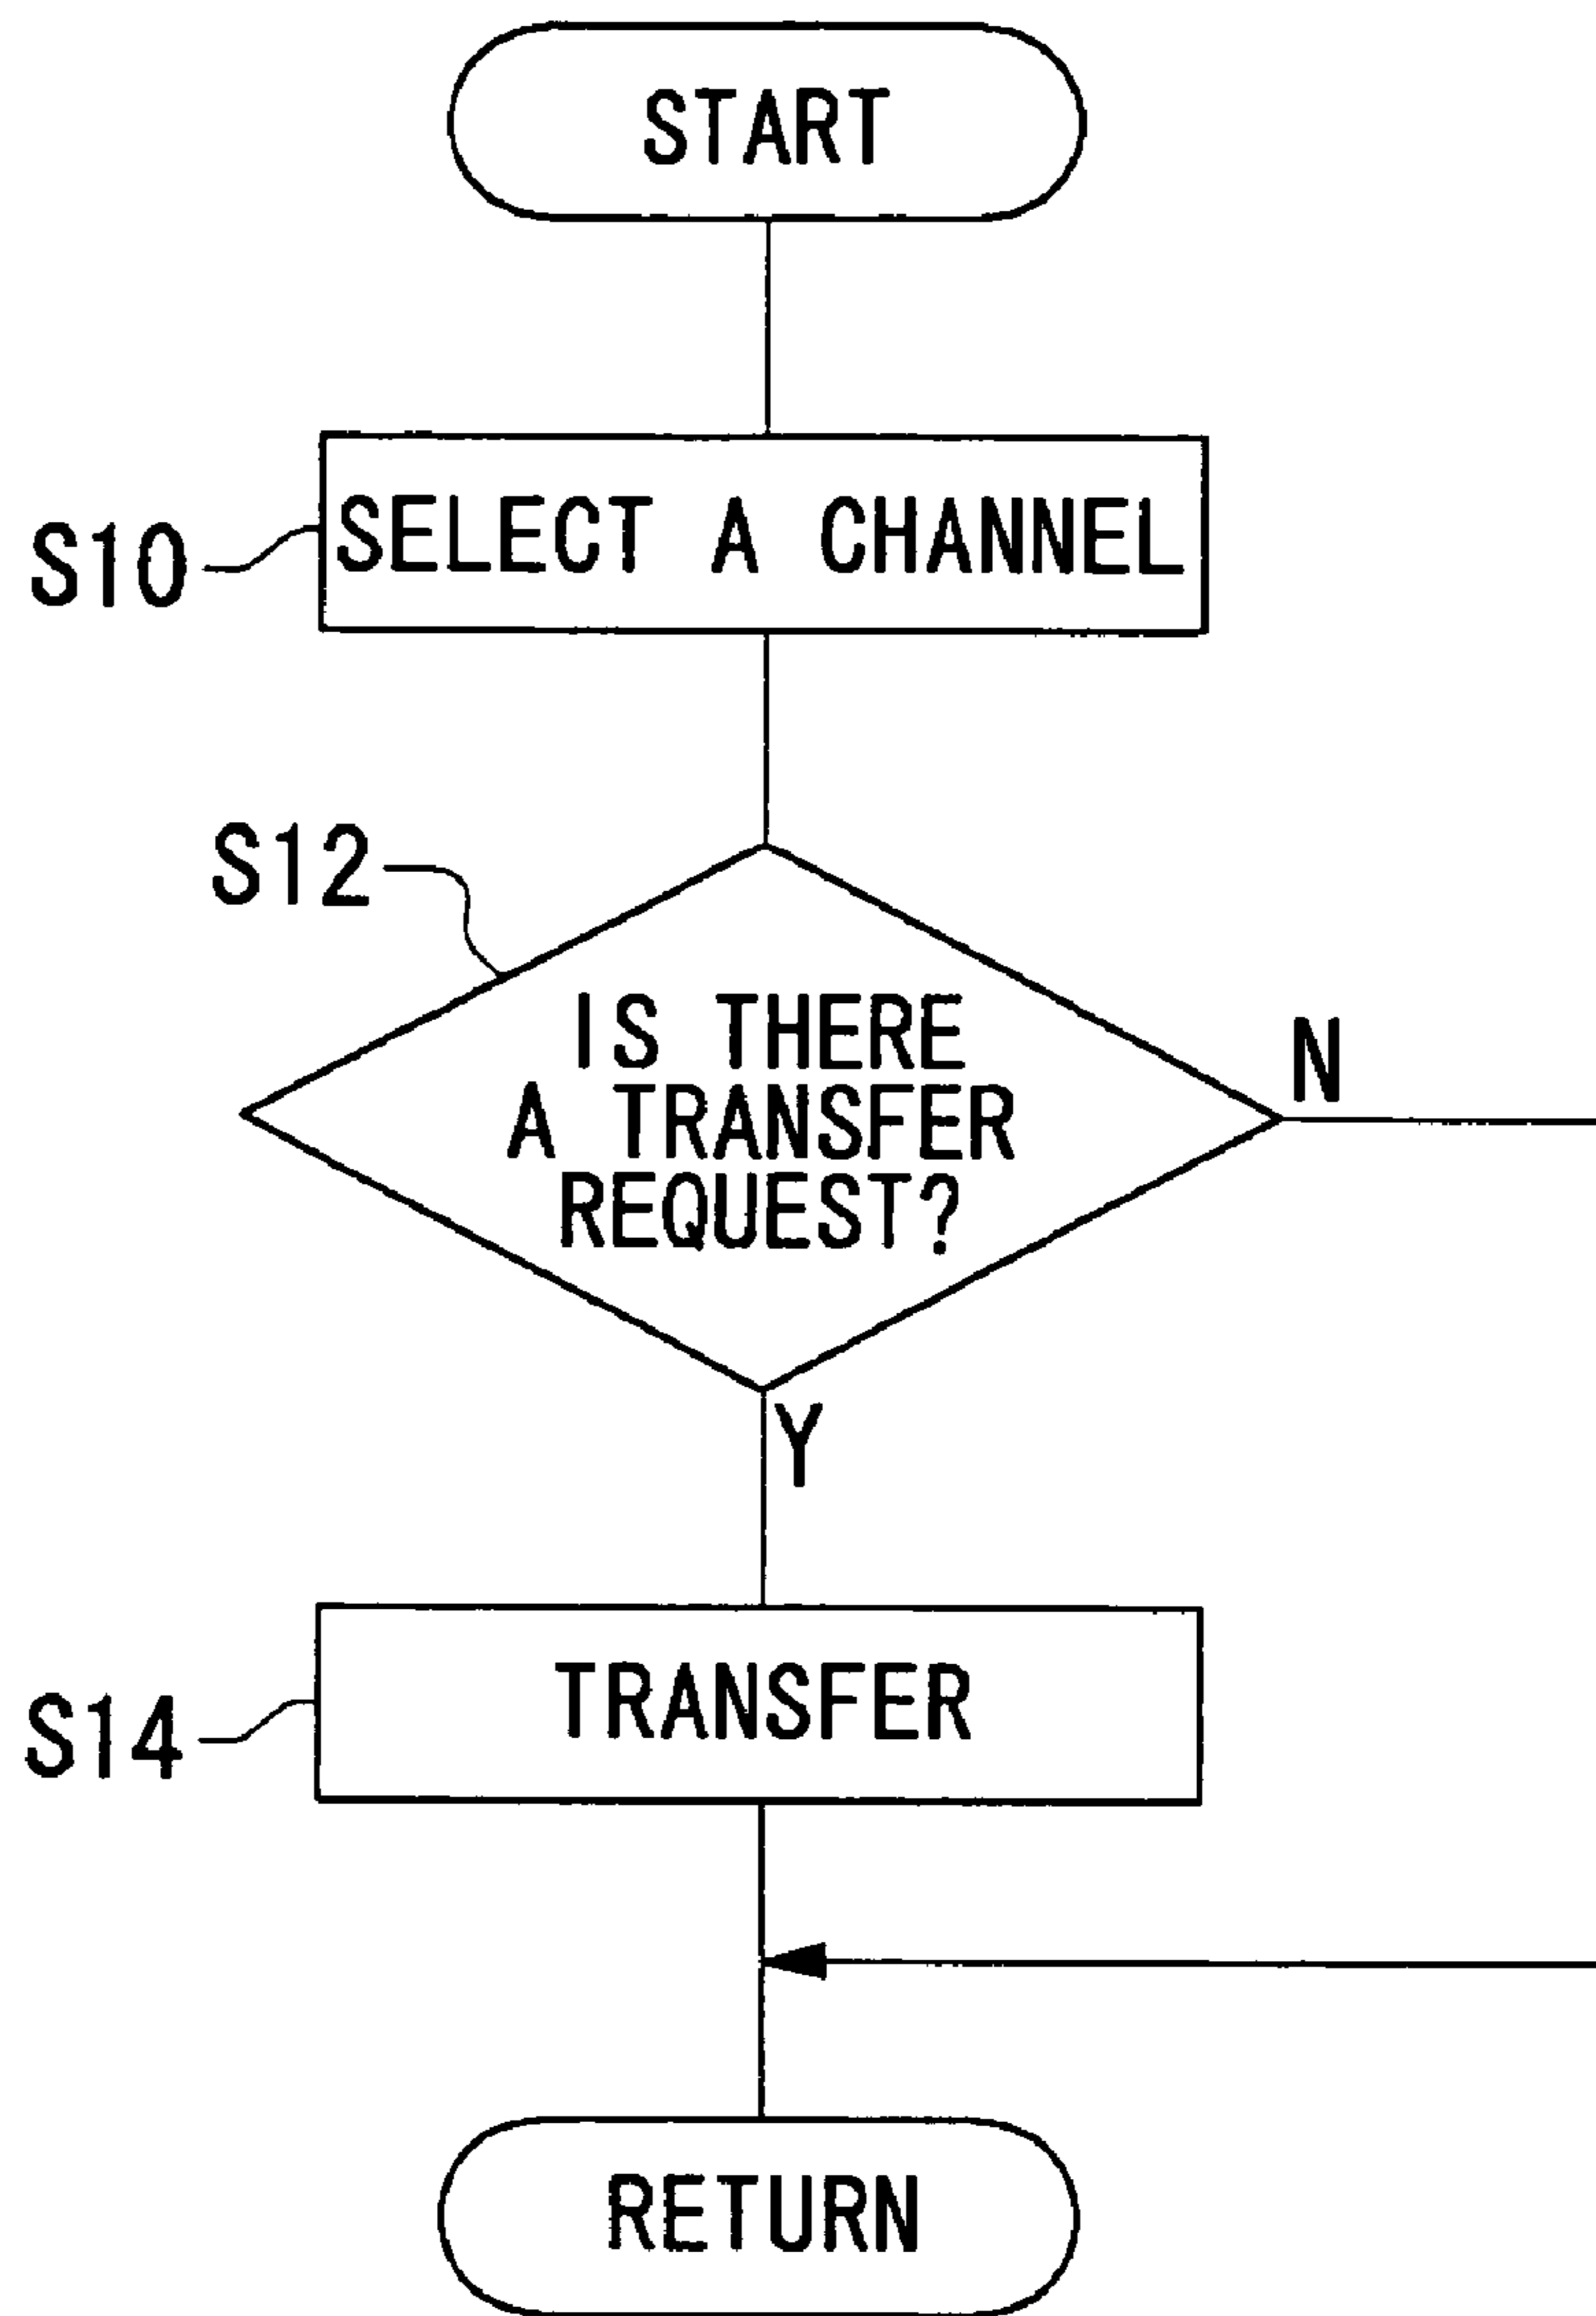 START
S10
SELECT A CHANNEL
S12
IS THERE
A TRANSFER
REQUEST?
N
Y
S14
TRANSFER
RETURN